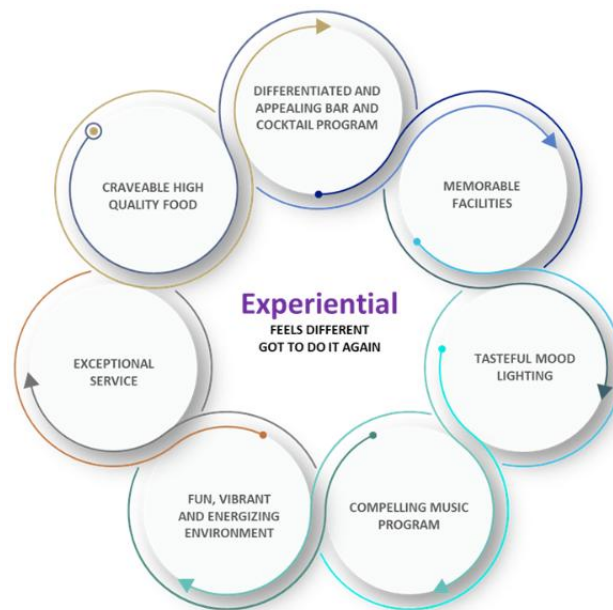 DIFFERENTIATED AND
APPEALING BAR AND
COCKTAIL PROGRAM
MEMORABLE
FACILITIES
TASTEFUL MOOD
LIGHTING
COMPELLING MUSIC
PROGRAM
FUN, VIBRANT
AND ENERGIZING
ENVIRONMENT
EXCEPTIONAL
SERVICE
CRAVEABLE HIGH
QUALITY FOOD
Experiential
FEELS DIFFERENT
GOT TO DO IT AGAIN